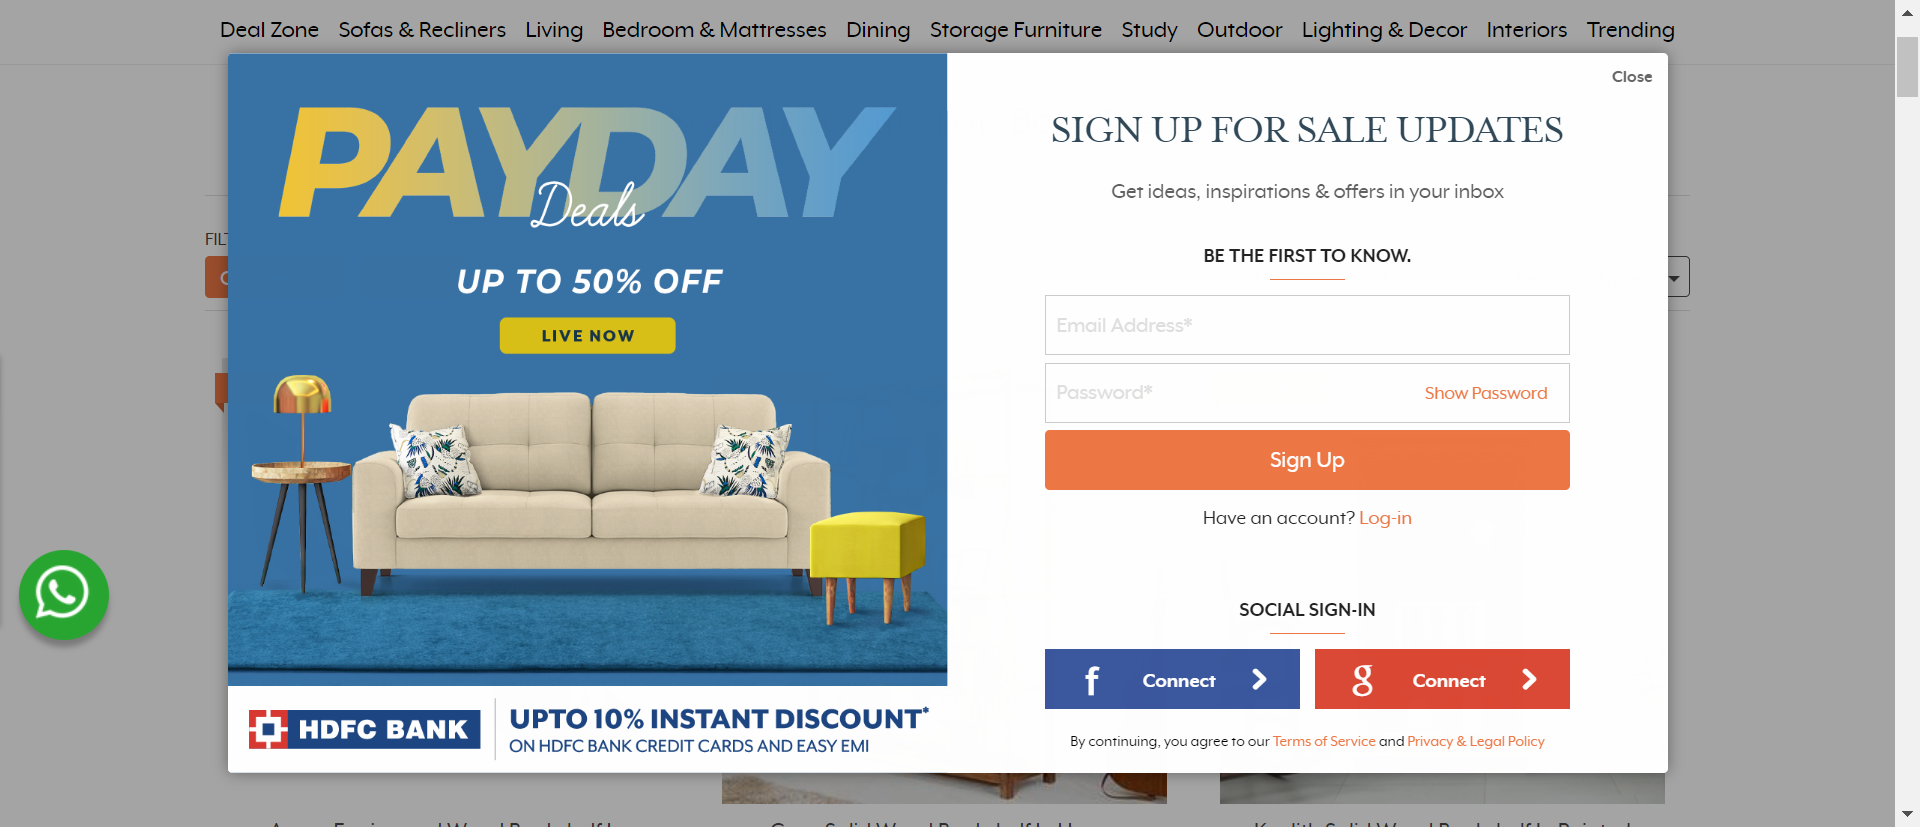 Deal Zone Sofas & Recliners Living Bedroom & Mattresses Dining Storage Furniture Study Outdoor Lighting & Decor Interiors Trending
Close
PAYDAY
Deals
UP TO 50% OFF
LIVE NOW
HDFC BANK
UPTO 10% INSTANT DISCOUNT*
ON HDFC BANK CREDIT CARDS AND EASY EMI
SIGN UP FOR SALE UPDATES
Get ideas, inspirations & offers in your inbox
BE THE FIRST TO KNOW.
Email Address*
Password* Show Password
Sign Up
Have an account? Log-in
SOCIAL SIGN-IN
f Connect
g Connect
By continuing, you agree to our Terms of Service and Privacy & Legal Policy